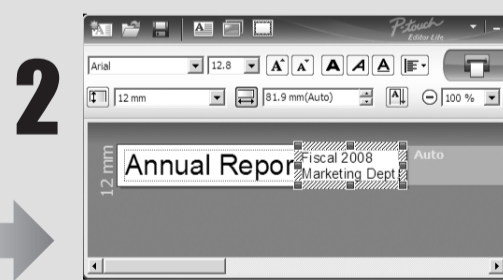 2
P-touch
Editor Lite
Arial
12.8
A A A A A
12 mm
81.9 mm(Auto)
A
100 %
12 mm
Annual Repor
Fiscal 2008
Marketing Dept
Auto